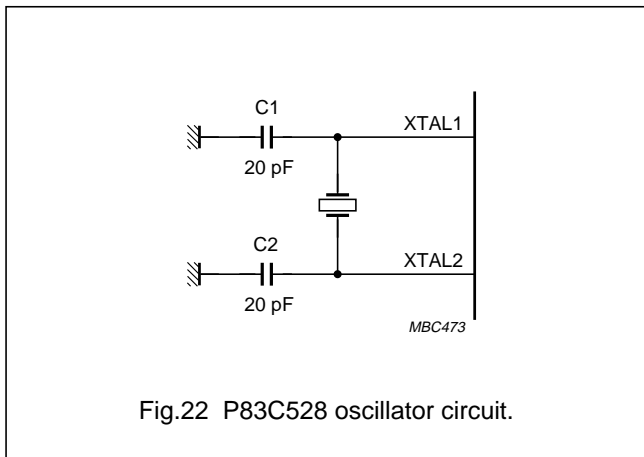 C1
XTAL1
20 pF
C2
XTAL2
20 pF
MBC473
Fig.22 P83C528 oscillator circuit.